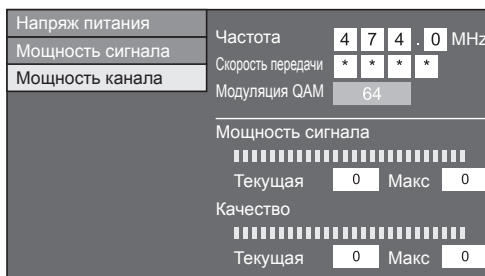 Напряж питания
Мощность сигнала
Мощность канала
Частота 4 7 4 . 0 MHz
Скорость передачи * * * *
Модуляция QAM 64
Мощность сигнала
Текущая 0 Макс 0
Качество
Текущая 0 Макс 0